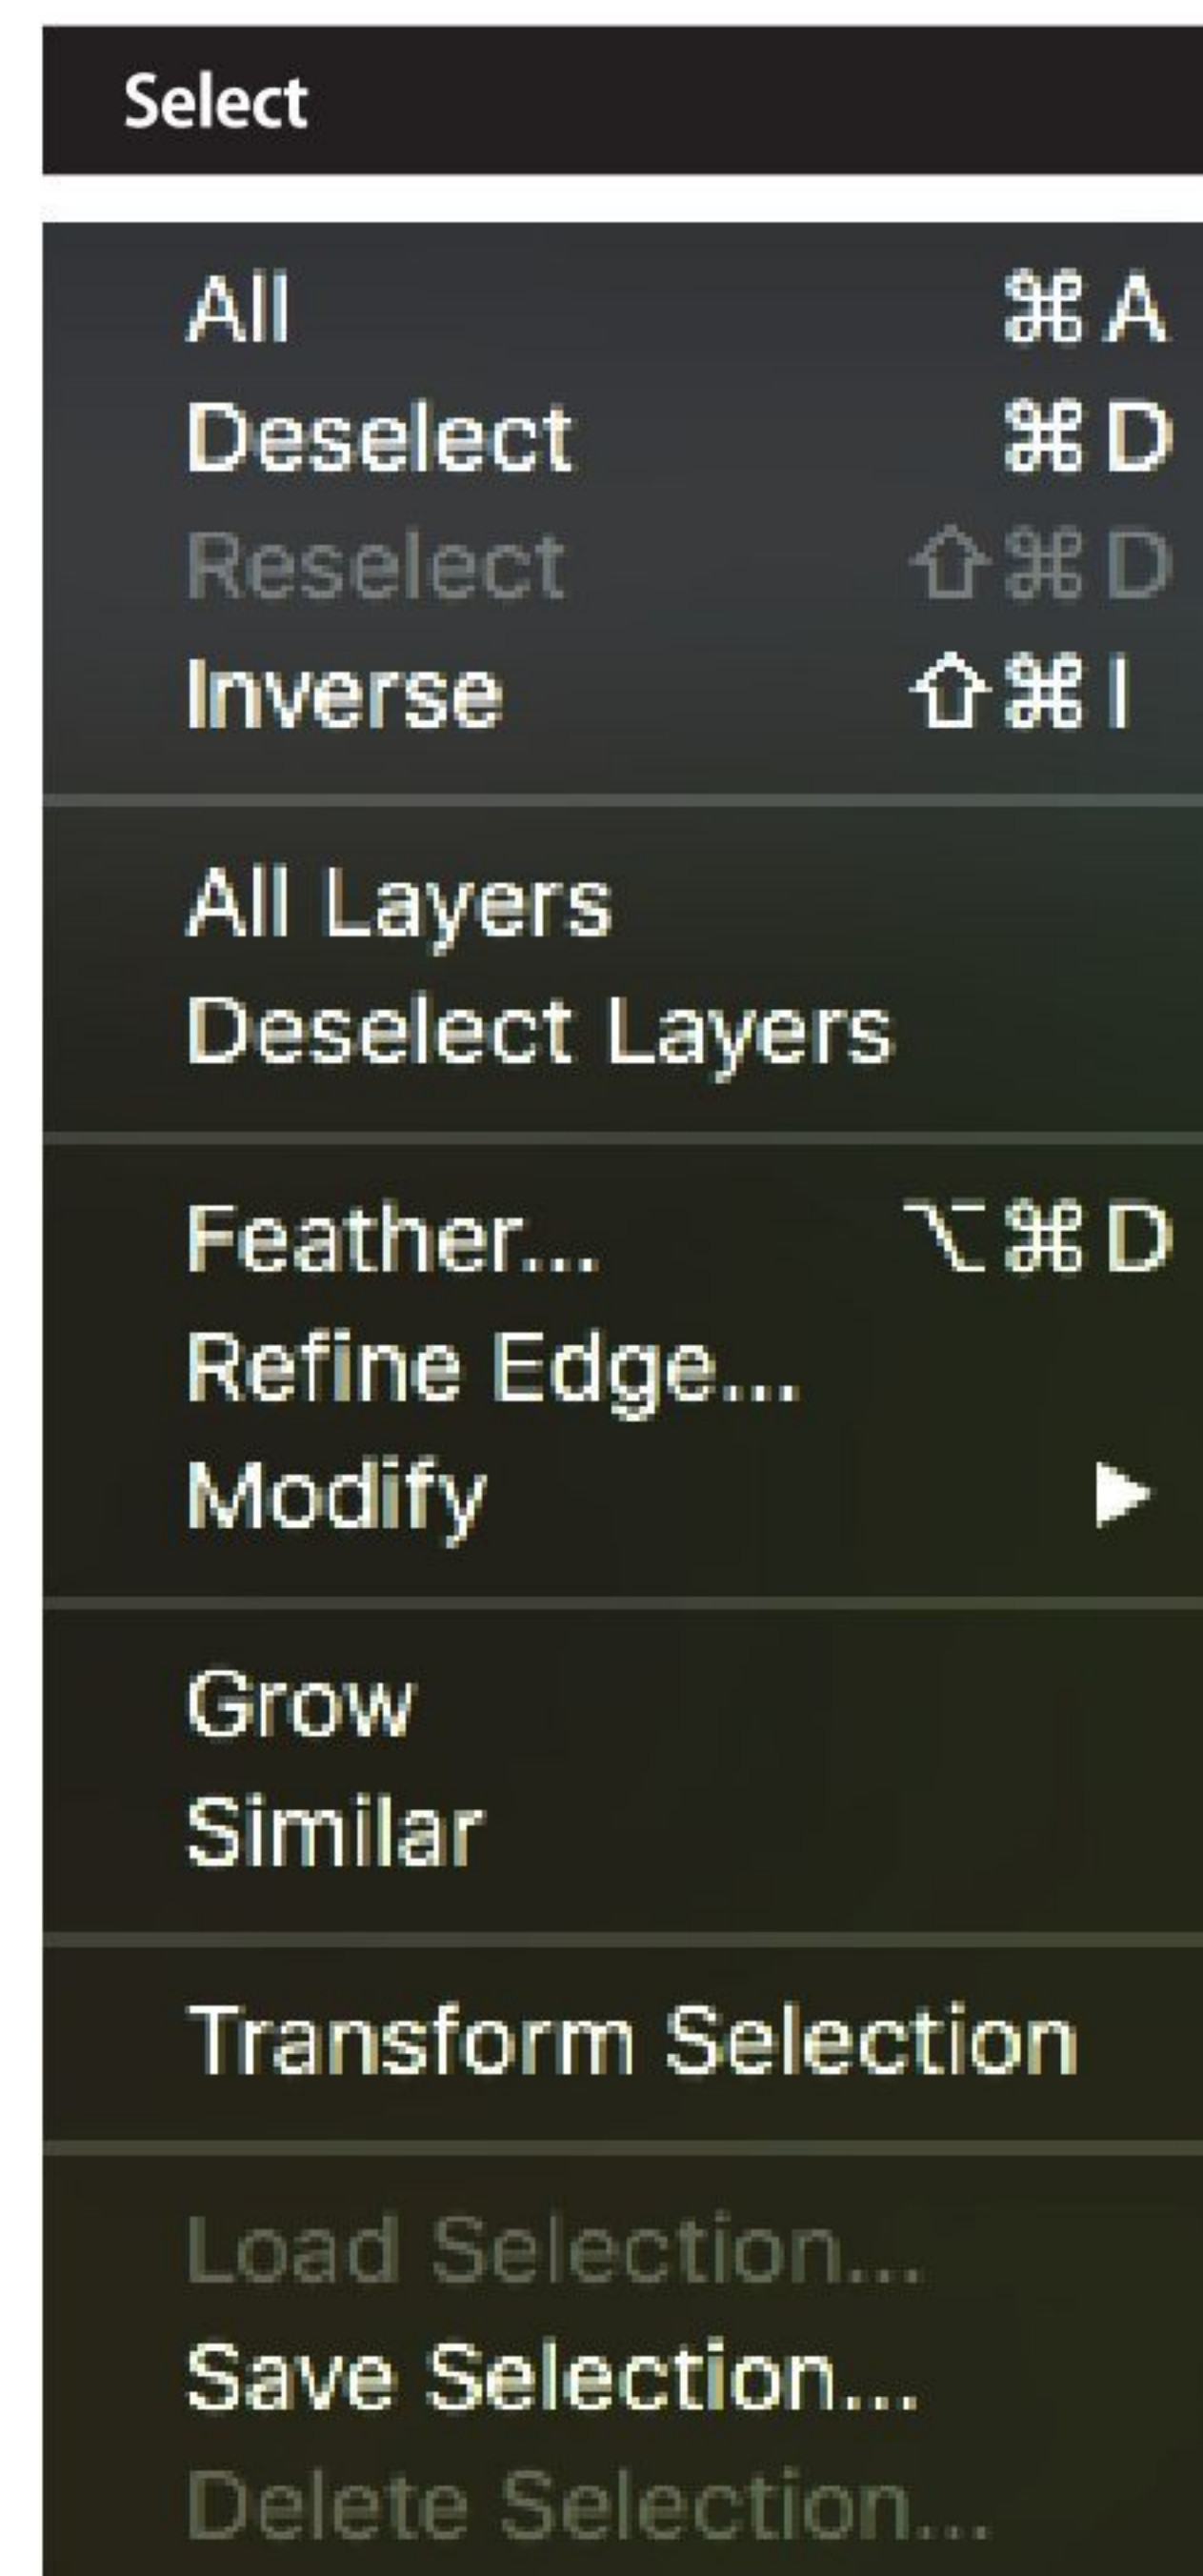 Select
All ⌘A
Deselect ⌘D
Reselect ⇧⌘D
Inverse ⇧⌘I
All Layers
Deselect Layers
Feather... ⌥⌘D
Refine Edge...
Modify ▶
Grow
Similar
Transform Selection
Load Selection...
Save Selection...
Delete Selection...